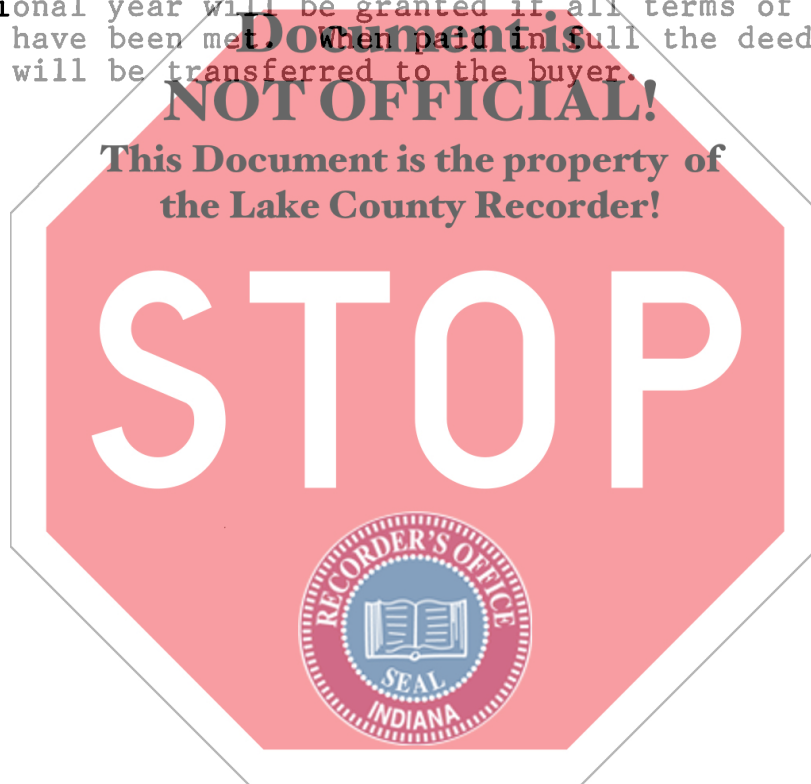 ional year will be granted if all terms of
have been met. When paid in full the deed
will be transferred to the buyer.
Document is
NOT OFFICIAL!
This Document is the property of
the Lake County Recorder!
STOP
RECORDER'S OFFICE
SEAL
INDIANA